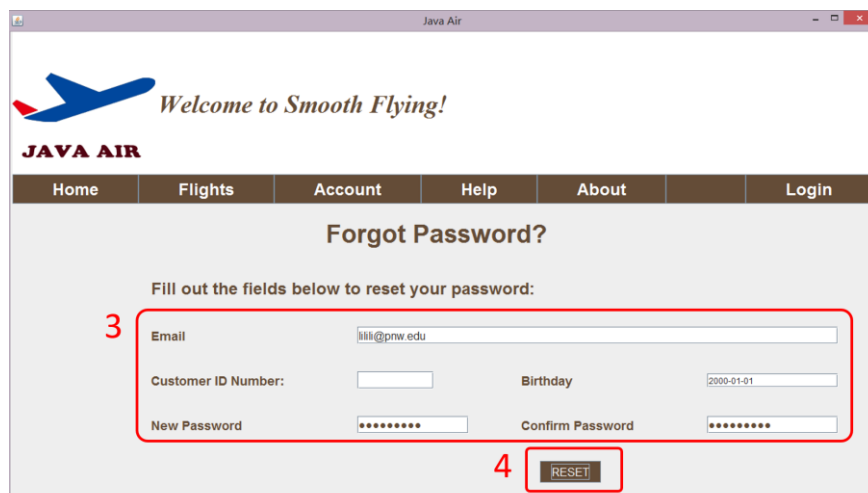 Java Air
Welcome to Smooth Flying!
JAVA AIR
Home Flights Account Help About Login
Forgot Password?
Fill out the fields below to reset your password:
3
Email lilili@pnw.edu
Customer ID Number: Birthday 2000-01-01
New Password ●●●●●●●●● Confirm Password ●●●●●●●●●
4 RESET